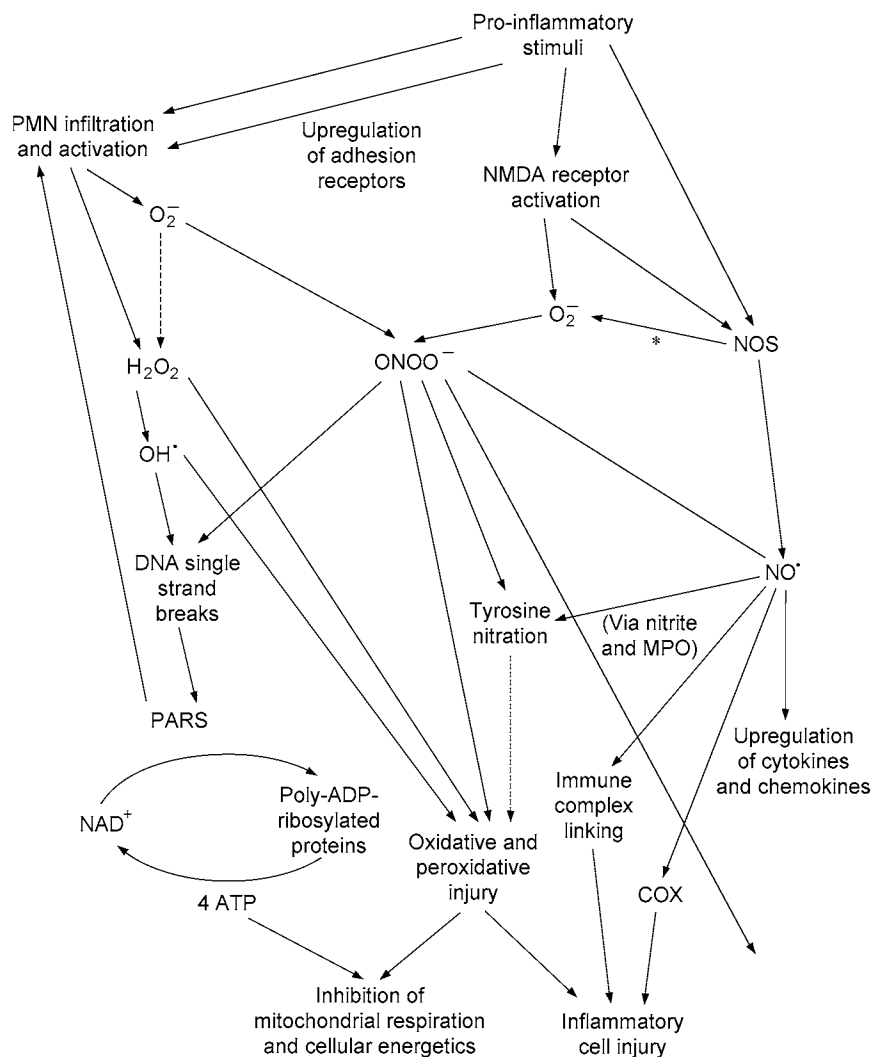 Pro-inflammatory
stimuli
PMN infiltration
and activation
Upregulation
of adhesion
receptors
NMDA receptor
activation
O₂⁻
O₂⁻
*
NOS
H₂O₂
ONOO⁻
OH•
DNA single
strand
breaks
NO•
Tyrosine
nitration
(Via nitrite
and MPO)
PARS
Upregulation
of cytokines
and chemokines
NAD⁺
Poly-ADP-
ribosylated
proteins
Immune
complex
linking
Oxidative and
peroxidative
injury
4 ATP
COX
Inhibition of
mitochondrial respiration
and cellular energetics
Inflammatory
cell injury